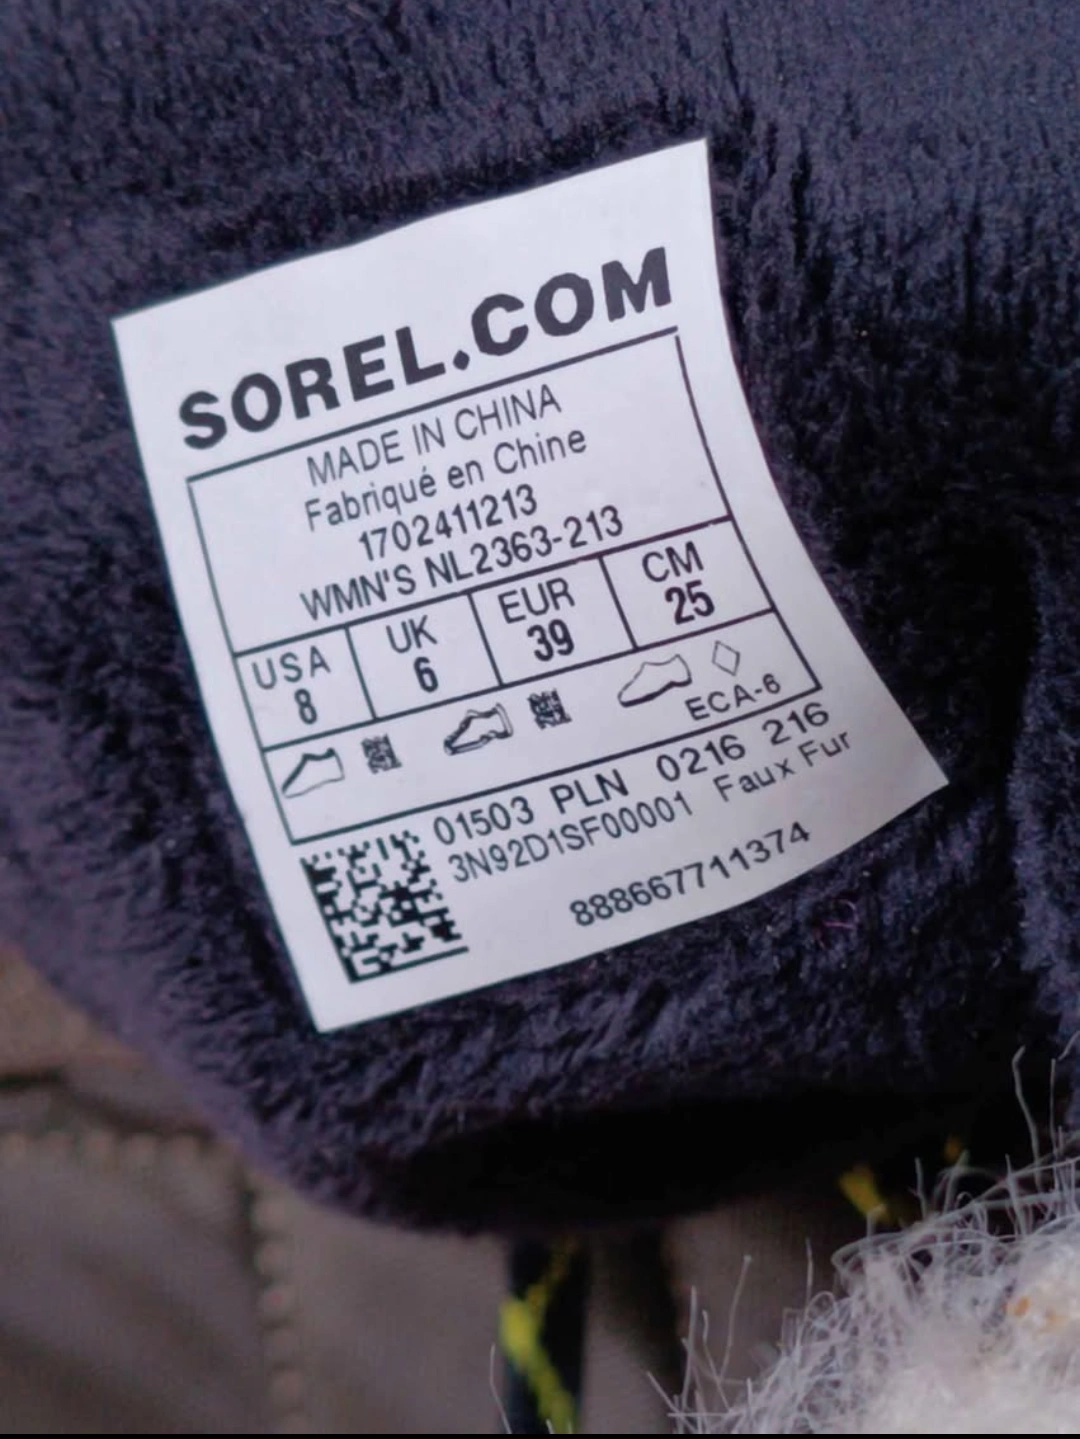 SOREL.COM
MADE IN CHINA
Fabriqué en Chine
1702411213
WMN'S NL2363-213
USA UK EUR CM
8 6 39 25
ECA-6
01503 PLN 0216 216
3N92D1SF00001 Faux Fur
888667711374